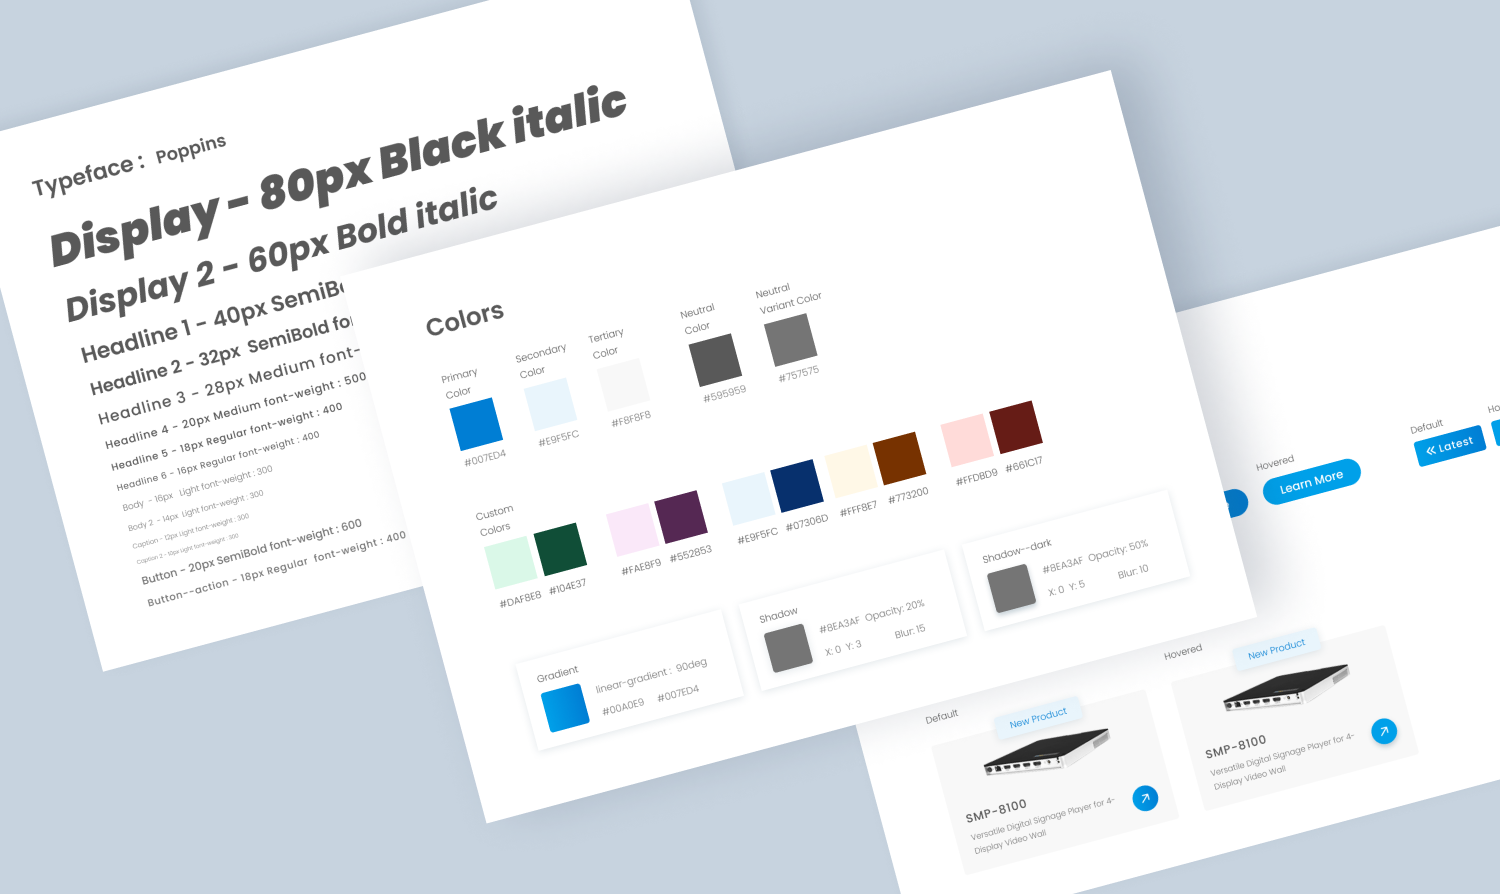 Typeface : Poppins
Display - 80px Black italic
Display 2 - 60px Bold italic
Headline 1 - 40px SemiBo
Headline 2 - 32px SemiBold fo
Headline 3 - 28px Medium font-
Headline 4 - 20px Medium font-weight : 500
Headline 5 - 18px Regular font-weight : 400
Headline 6 - 16px Regular font-weight : 400
Body - 16px Light font-weight : 300
Body 2 - 14px Light font-weight : 300
Caption - 12px Light font-weight : 300
Caption 2 - 10px Light font-weight : 300
Button - 20px SemiBold font-weight : 600
Button--action - 18px Regular font-weight : 400
Colors
Primary
Color
#007ED4
Secondary
Color
#E9F5FC
Tertiary
Color
#F8F8F8
Neutral
Color
#595959
Neutral
Variant Color
#757575
Custom
Colors
#DAF8E8 #104E37
#FAE8F9 #552853
#E9F5FC #07306D
#FFF8E7 #773200
#FFDBD9 #661C17
Gradient
linear-gradient : 90deg
#00A0E9 #007ED4
Shadow
#8EA3AF Opacity: 20%
X: 0 Y: 3 Blur: 15
Shadow--dark
#8EA3AF Opacity: 50%
X: 0 Y: 5 Blur: 10
Hovered
Learn More
Default
Latest
Ho
Default
New Product
SMP-8100
Versatile Digital Signage Player for 4-
Display Video Wall
Hovered
New Product
SMP-8100
Versatile Digital Signage Player for 4-
Display Video Wall